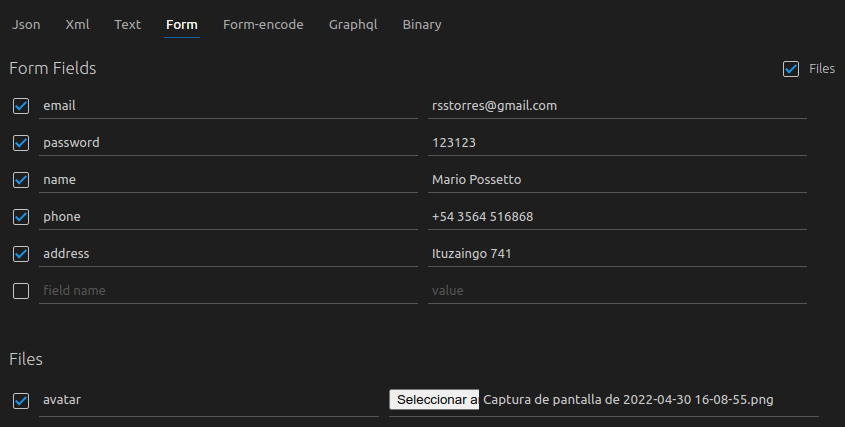 Json Xml Text Form Form-encode Graphql Binary
Form Fields Files
email rsstorres@gmail.com
password 123123
name Mario Possetto
phone +54 3564 516868
address Ituzaingo 741
field name value
Files
avatar Seleccionar a Captura de pantalla de 2022-04-30 16-08-55.png